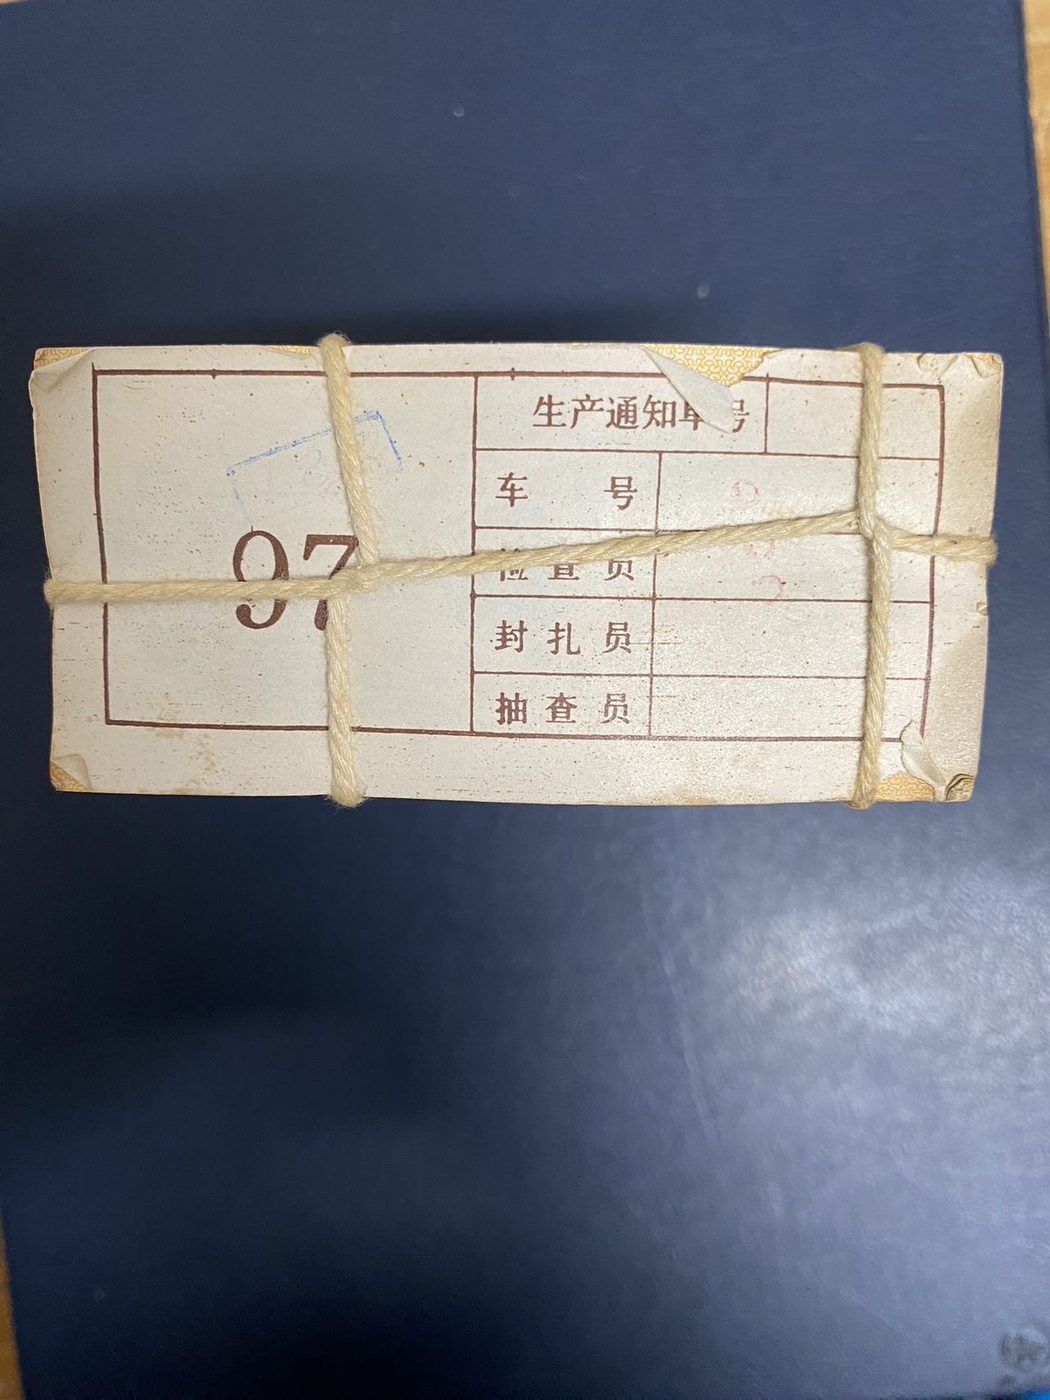 97
生产通知单号
车 号
检查员
封扎员
抽查员